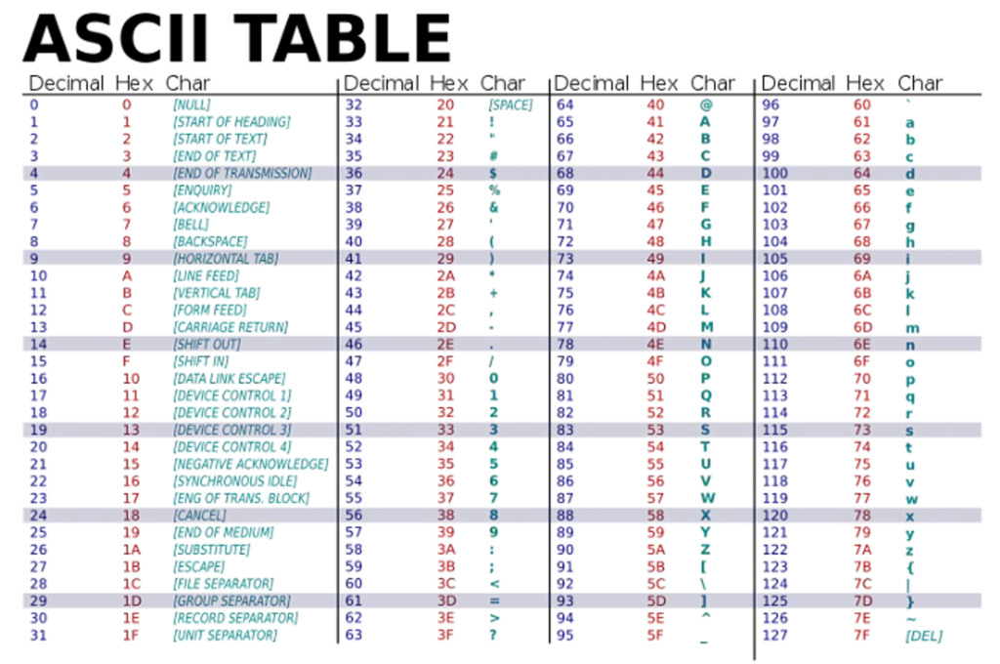 ASCII TABLE
Decimal Hex Char Decimal Hex Char Decimal Hex Char Decimal Hex Char
0 0 [NULL] 32 20 [SPACE] 64 40 @ 96 60 `
1 1 [START OF HEADING] 33 21 ! 65 41 A 97 61 a
2 2 [START OF TEXT] 34 22 " 66 42 B 98 62 b
3 3 [END OF TEXT] 35 23 # 67 43 C 99 63 c
4 4 [END OF TRANSMISSION] 36 24 $ 68 44 D 100 64 d
5 5 [ENQUIRY] 37 25 % 69 45 E 101 65 e
6 6 [ACKNOWLEDGE] 38 26 & 70 46 F 102 66 f
7 7 [BELL] 39 27 ' 71 47 G 103 67 g
8 8 [BACKSPACE] 40 28 ( 72 48 H 104 68 h
9 9 [HORIZONTAL TAB] 41 29 ) 73 49 I 105 69 i
10 A [LINE FEED] 42 2A * 74 4A J 106 6A j
11 B [VERTICAL TAB] 43 2B + 75 4B K 107 6B k
12 C [FORM FEED] 44 2C , 76 4C L 108 6C l
13 D [CARRIAGE RETURN] 45 2D - 77 4D M 109 6D m
14 E [SHIFT OUT] 46 2E . 78 4E N 110 6E n
15 F [SHIFT IN] 47 2F / 79 4F O 111 6F o
16 10 [DATA LINK ESCAPE] 48 30 0 80 50 P 112 70 p
17 11 [DEVICE CONTROL 1] 49 31 1 81 51 Q 113 71 q
18 12 [DEVICE CONTROL 2] 50 32 2 82 52 R 114 72 r
19 13 [DEVICE CONTROL 3] 51 33 3 83 53 S 115 73 s
20 14 [DEVICE CONTROL 4] 52 34 4 84 54 T 116 74 t
21 15 [NEGATIVE ACKNOWLEDGE] 53 35 5 85 55 U 117 75 u
22 16 [SYNCHRONOUS IDLE] 54 36 6 86 56 V 118 76 v
23 17 [ENG OF TRANS. BLOCK] 55 37 7 87 57 W 119 77 w
24 18 [CANCEL] 56 38 8 88 58 X 120 78 x
25 19 [END OF MEDIUM] 57 39 9 89 59 Y 121 79 y
26 1A [SUBSTITUTE] 58 3A : 90 5A Z 122 7A z
27 1B [ESCAPE] 59 3B ; 91 5B [ 123 7B {
28 1C [FILE SEPARATOR] 60 3C < 92 5C \ 124 7C |
29 1D [GROUP SEPARATOR] 61 3D = 93 5D ] 125 7D }
30 1E [RECORD SEPARATOR] 62 3E > 94 5E ^ 126 7E ~
31 1F [UNIT SEPARATOR] 63 3F ? 95 5F _ 127 7F [DEL]